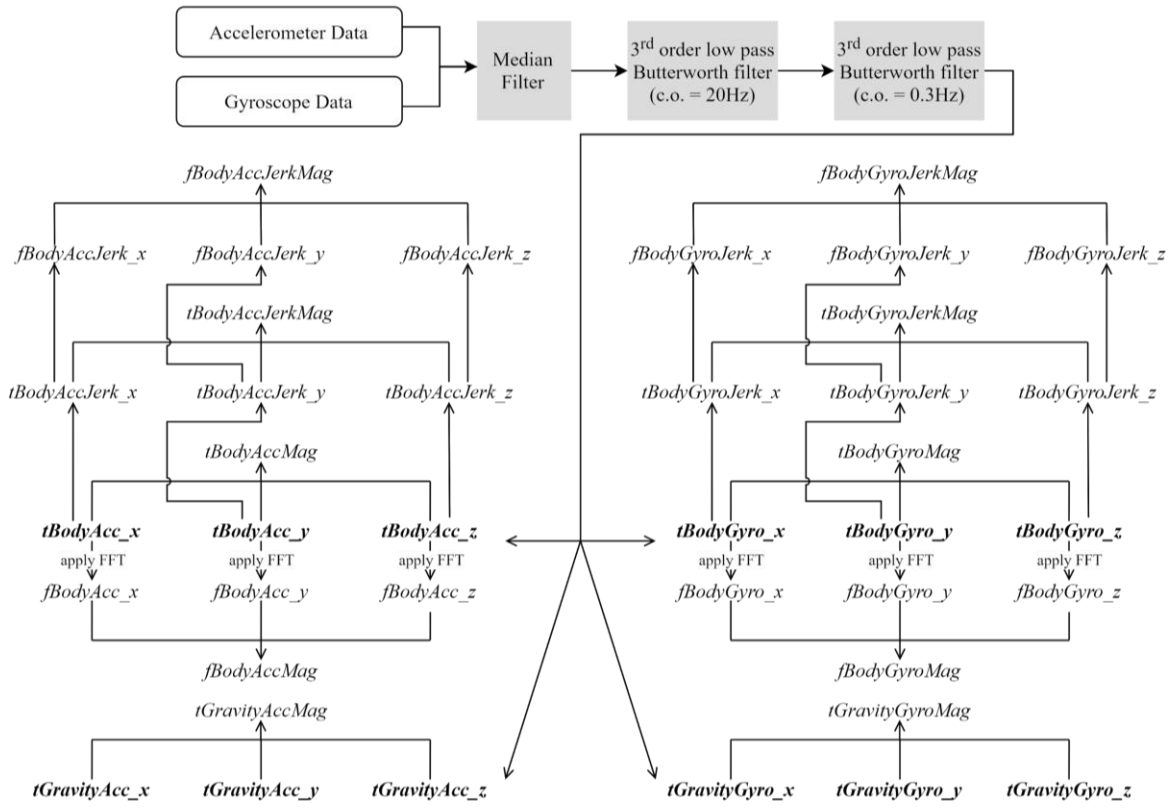 Accelerometer Data
Gyroscope Data
Median
Filter
3rd order low pass
Butterworth filter
(c.o. = 20Hz)
3rd order low pass
Butterworth filter
(c.o. = 0.3Hz)
fBodyAccJerkMag
fBodyAccJerk_x
fBodyAccJerk_y
fBodyAccJerk_z
tBodyAccJerkMag
tBodyAccJerk_x
tBodyAccJerk_y
tBodyAccJerk_z
tBodyAccMag
tBodyAcc_x
tBodyAcc_y
tBodyAcc_z
apply FFT
apply FFT
apply FFT
fBodyAcc_x
fBodyAcc_y
fBodyAcc_z
fBodyAccMag
tGravityAccMag
tGravityAcc_x
tGravityAcc_y
tGravityAcc_z
fBodyGyroJerkMag
fBodyGyroJerk_x
fBodyGyroJerk_y
fBodyGyroJerk_z
tBodyGyroJerkMag
tBodyGyroJerk_x
tBodyGyroJerk_y
tBodyGyroJerk_z
tBodyGyroMag
tBodyGyro_x
tBodyGyro_y
tBodyGyro_z
apply FFT
apply FFT
apply FFT
fBodyGyro_x
fBodyGyro_y
fBodyGyro_z
fBodyGyroMag
tGravityGyroMag
tGravityGyro_x
tGravityGyro_y
tGravityGyro_z